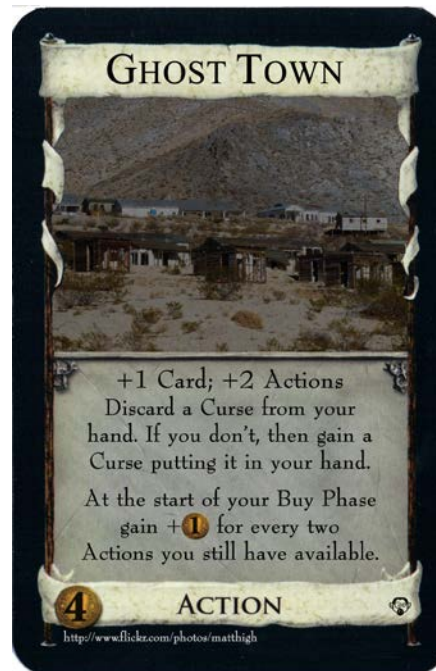 GHOST TOWN
+1 Card; +2 Actions
Discard a Curse from your
hand. If you don't, then gain a
Curse putting it in your hand.
At the start of your Buy Phase
gain +1 for every two
Actions you still have available.
4 ACTION
http://www.flickr.com/photos/matthigh